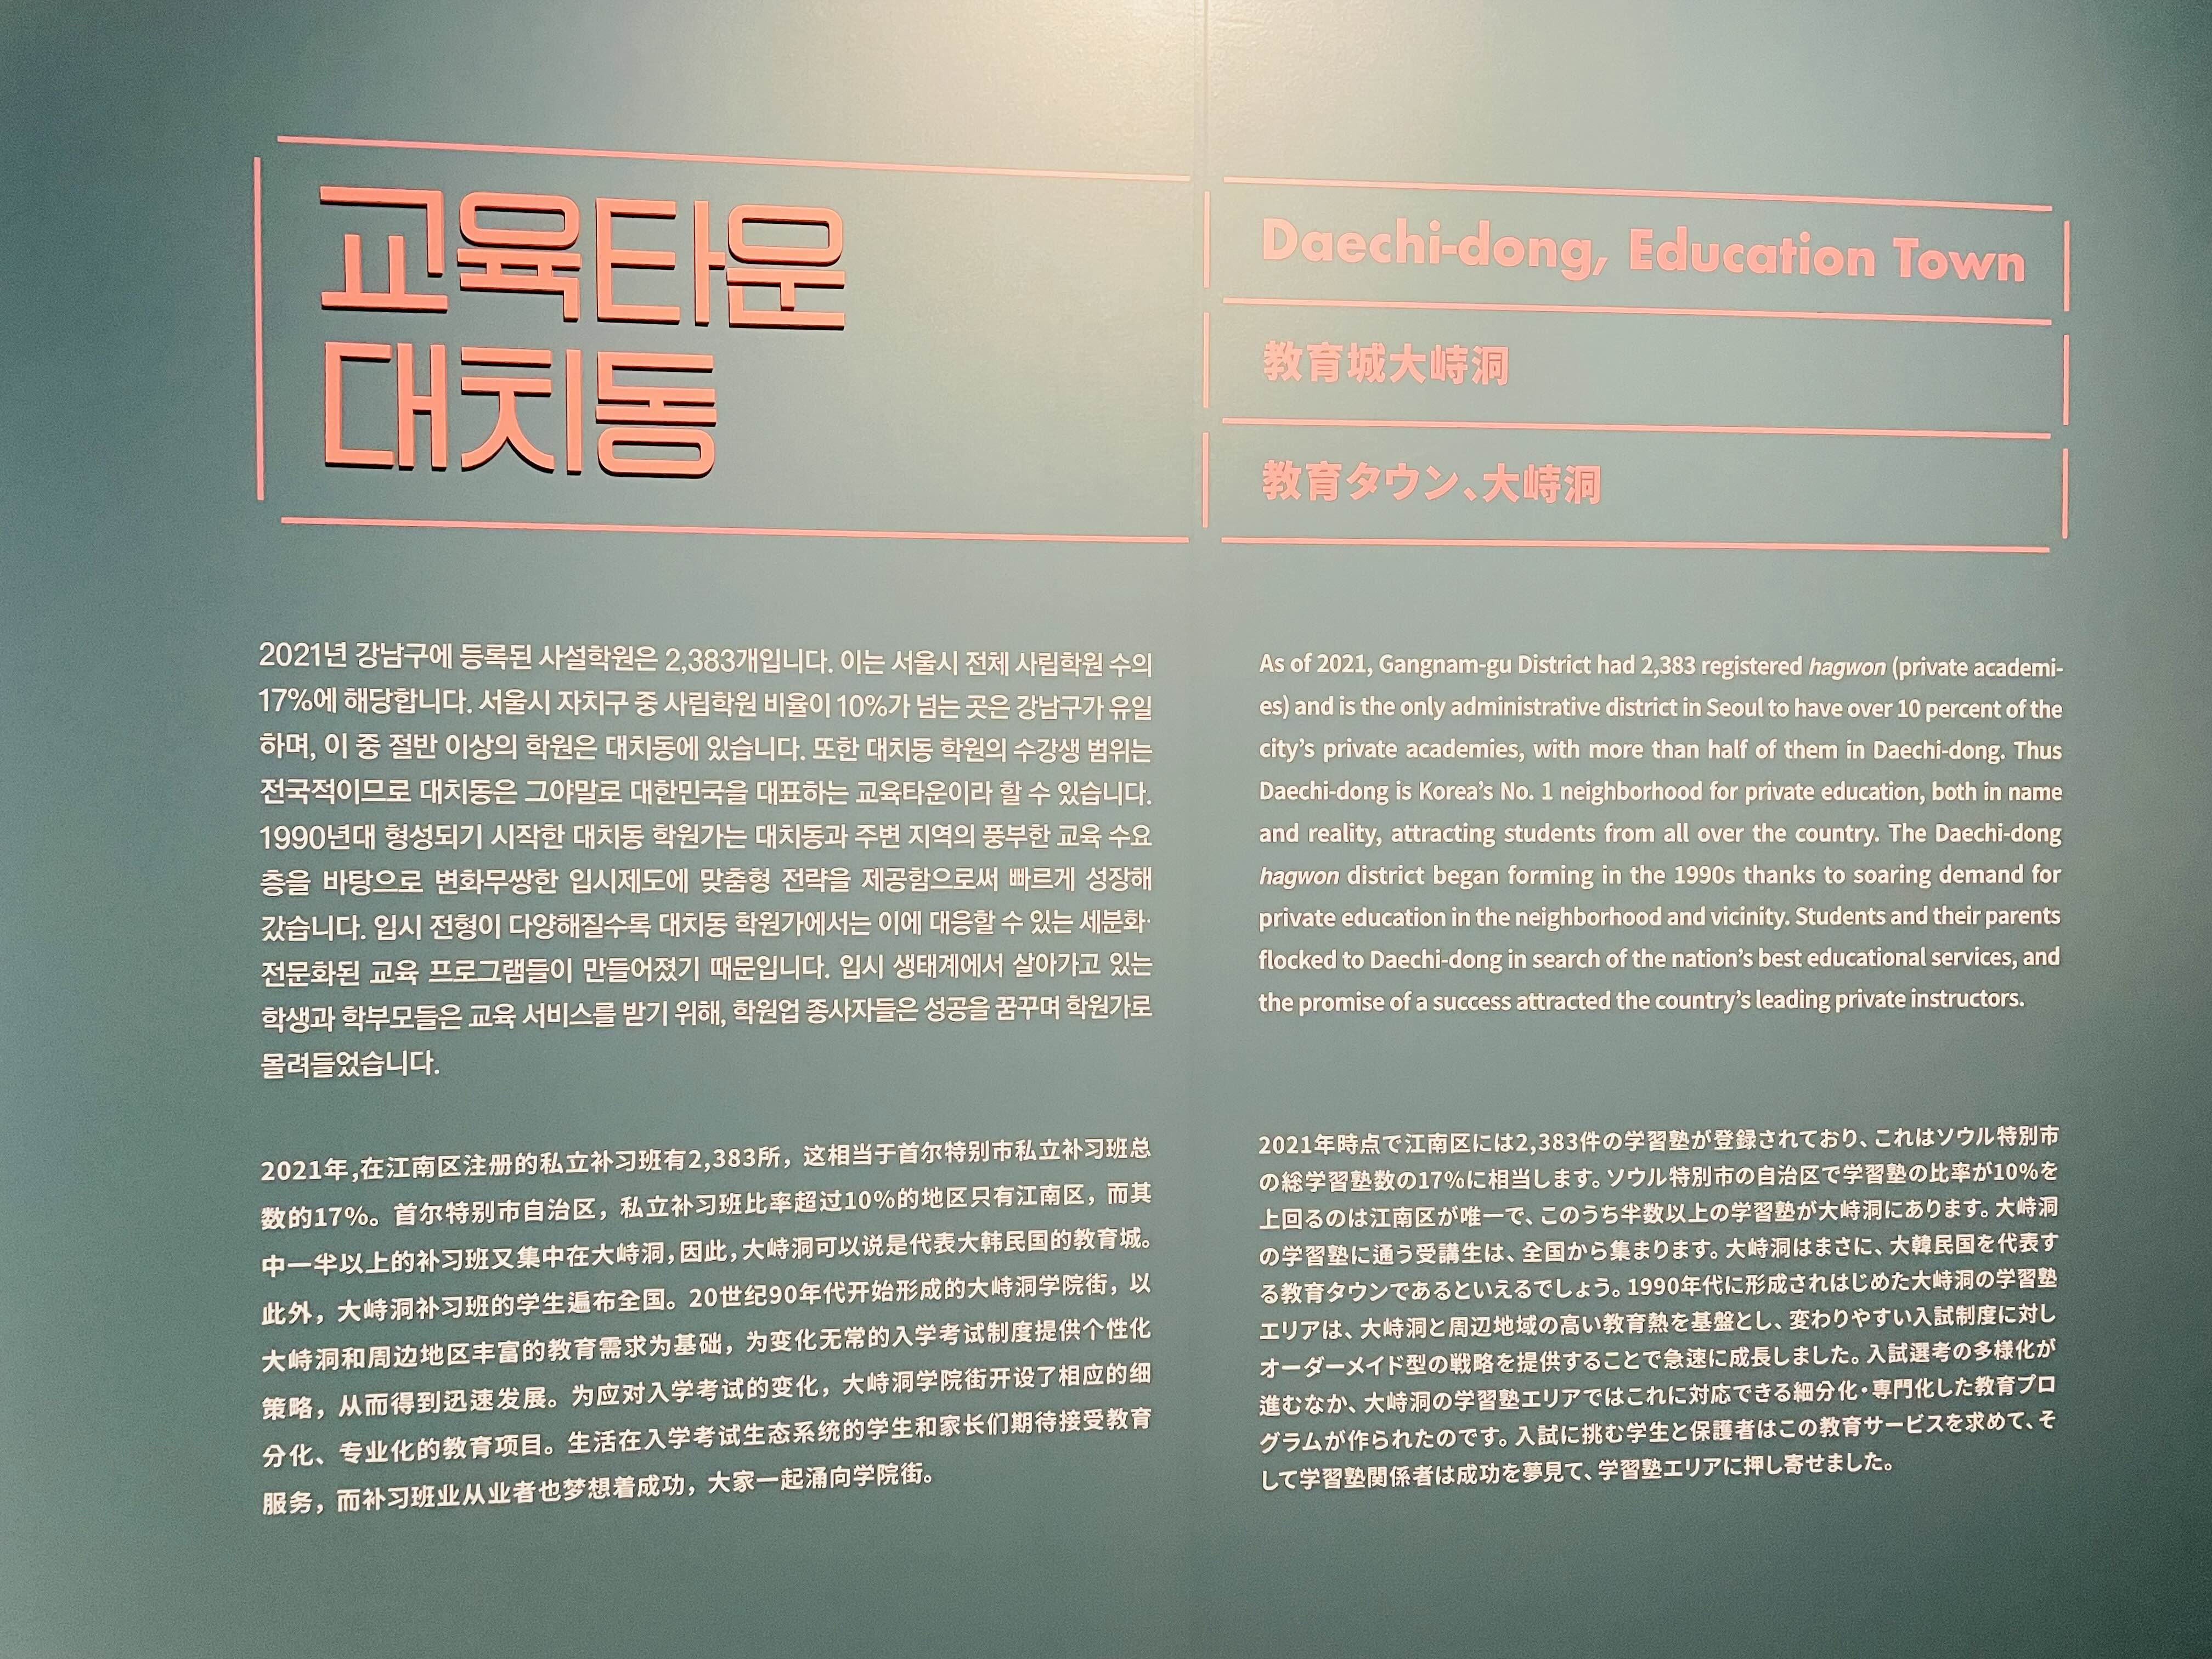 교육타운
대치동
Daechi-dong, Education Town
教育城大峙洞
教育タウン、大峙洞
2021년 강남구에 등록된 사설학원은 2,383개입니다. 이는 서울시 전체 사립학원 수의
17%에 해당합니다. 서울시 자치구 중 사립학원 비율이 10%가 넘는 곳은 강남구가 유일
하며, 이 중 절반 이상의 학원은 대치동에 있습니다. 또한 대치동 학원의 수강생 범위는
전국적이므로 대치동은 그야말로 대한민국을 대표하는 교육타운이라 할 수 있습니다.
1990년대 형성되기 시작한 대치동 학원가는 대치동과 주변 지역의 풍부한 교육 수요
층을 바탕으로 변화무쌍한 입시제도에 맞춤형 전략을 제공함으로써 빠르게 성장해
갔습니다. 입시 전형이 다양해질수록 대치동 학원가에서는 이에 대응할 수 있는 세분화·
전문화된 교육 프로그램들이 만들어졌기 때문입니다. 입시 생태계에서 살아가고 있는
학생과 학부모들은 교육 서비스를 받기 위해, 학원업 종사자들은 성공을 꿈꾸며 학원가로
몰려들었습니다.
As of 2021, Gangnam-gu District had 2,383 registered hagwon (private academi-
es) and is the only administrative district in Seoul to have over 10 percent of the
city's private academies, with more than half of them in Daechi-dong. Thus
Daechi-dong is Korea's No. 1 neighborhood for private education, both in name
and reality, attracting students from all over the country. The Daechi-dong
hagwon district began forming in the 1990s thanks to soaring demand for
private education in the neighborhood and vicinity. Students and their parents
flocked to Daechi-dong in search of the nation's best educational services, and
the promise of a success attracted the country's leading private instructors.
2021年,在江南区注册的私立补习班有2,383所，这相当于首尔特别市私立补习班总
数的17%。首尔特别市自治区，私立补习班比率超过10%的地区只有江南区，而其
中一半以上的补习班又集中在大峙洞,因此,大峙洞可以说是代表大韩民国的教育城。
此外，大峙洞补习班的学生遍布全国。20世纪90年代开始形成的大峙洞学院街，以
大峙洞和周边地区丰富的教育需求为基础，为变化无常的入学考试制度提供个性化
策略，从而得到迅速发展。为应对入学考试的变化，大峙洞学院街开设了相应的细
分化、专业化的教育项目。生活在入学考试生态系统的学生和家长们期待接受教育
服务，而补习班业从业者也梦想着成功，大家一起涌向学院街。
2021年時点で江南区には2,383件の学習塾が登録されており、これはソウル特別市
の総学習塾数の17%に相当します。ソウル特別市の自治区で学習塾の比率が10%を
上回るのは江南区が唯一で、このうち半数以上の学習塾が大峙洞にあります。大峙洞
の学習塾に通う受講生は、全国から集まります。大峙洞はまさに、大韓民国を代表す
る教育タウンであるといえるでしょう。1990年代に形成されはじめた大峙洞の学習塾
エリアは、大峙洞と周辺地域の高い教育熱を基盤とし、変わりやすい入試制度に対し
オーダーメイド型の戦略を提供することで急速に成長しました。入試選考の多様化が
進むなか、大峙洞の学習塾エリアではこれに対応できる細分化・専門化した教育プロ
グラムが作られたのです。入試に挑む学生と保護者はこの教育サービスを求めて、そ
して学習塾関係者は成功を夢見て、学習塾エリアに押し寄せました。